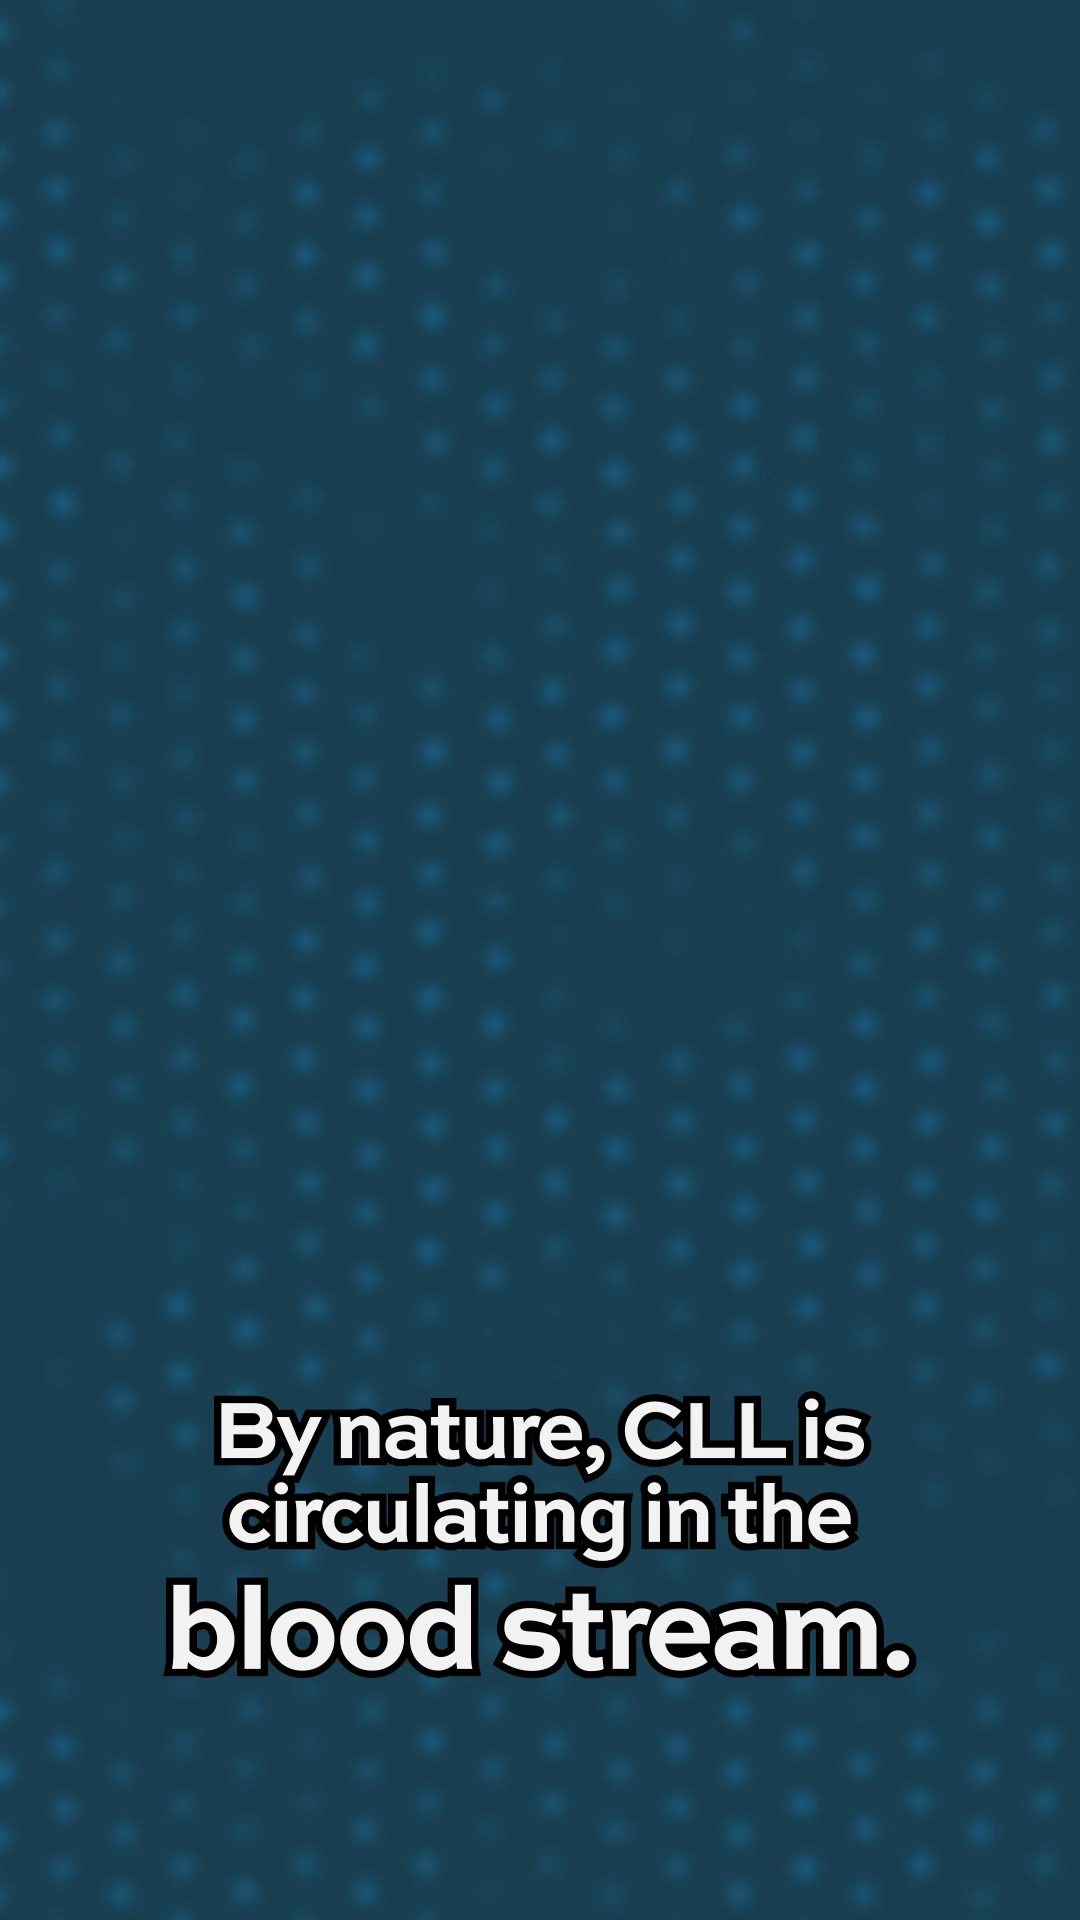 By nature, CLL is
circulating in the
blood stream.